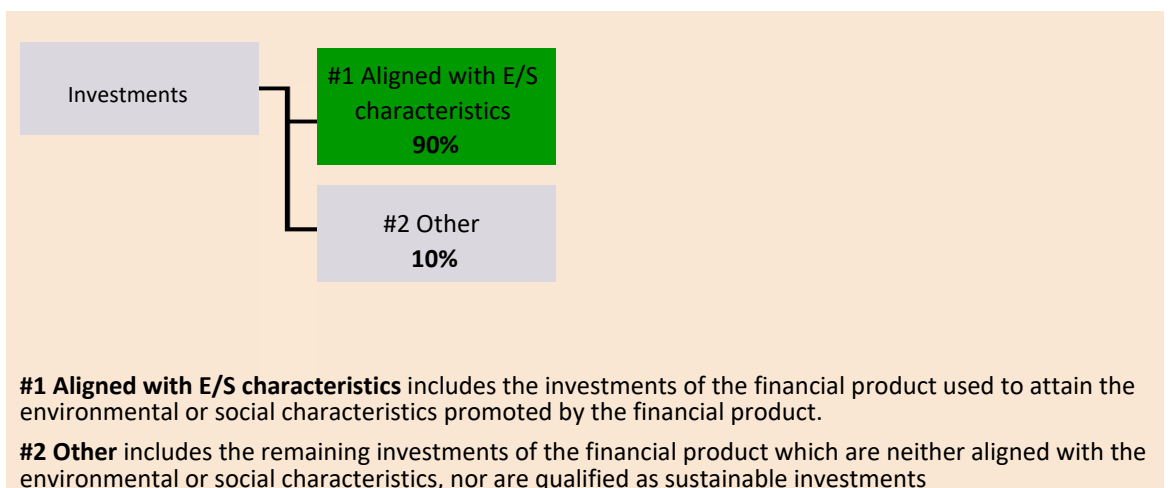 Investments
#1 Aligned with E/S
characteristics
90%
#2 Other
10%
#1 Aligned with E/S characteristics includes the investments of the financial product used to attain the
environmental or social characteristics promoted by the financial product.
#2 Other includes the remaining investments of the financial product which are neither aligned with the
environmental or social characteristics, nor are qualified as sustainable investments